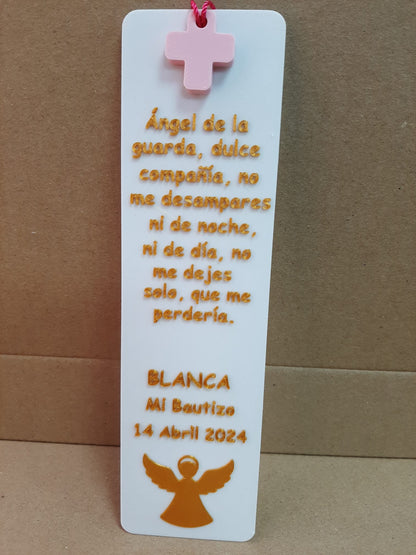 Ángel de la
guarda, dulce
compañía, no
me desampares
ni de noche,
ni de día, no
me dejes
solo, que me
perdería.
BLANCA
Mi Bautizo
14 Abril 2024